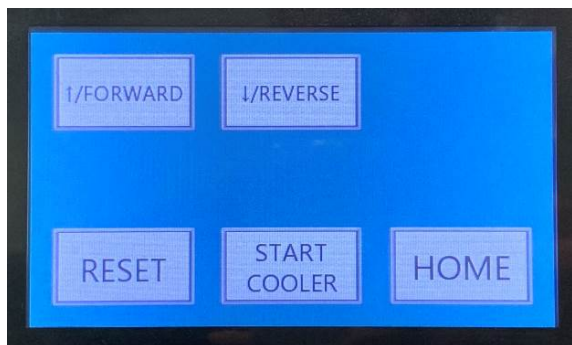 ↑/FORWARD
↓/REVERSE
RESET
START
COOLER
HOME